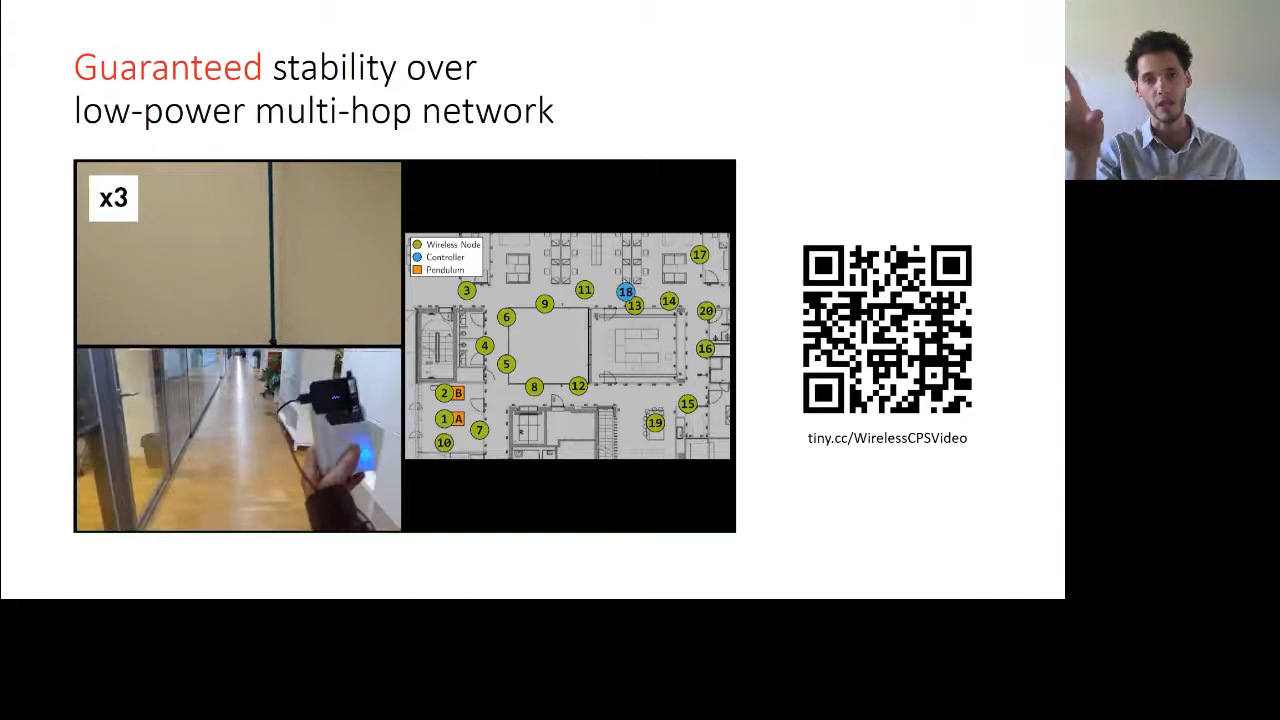 Guaranteed stability over
low-power multi-hop network
x3
Wireless Node
Controller
Pendulum
17
3
11
18
9
13
14
6
20
4
16
5
8
12
2 B
15
1 A
7
19
10
tiny.cc/WirelessCPSVideo